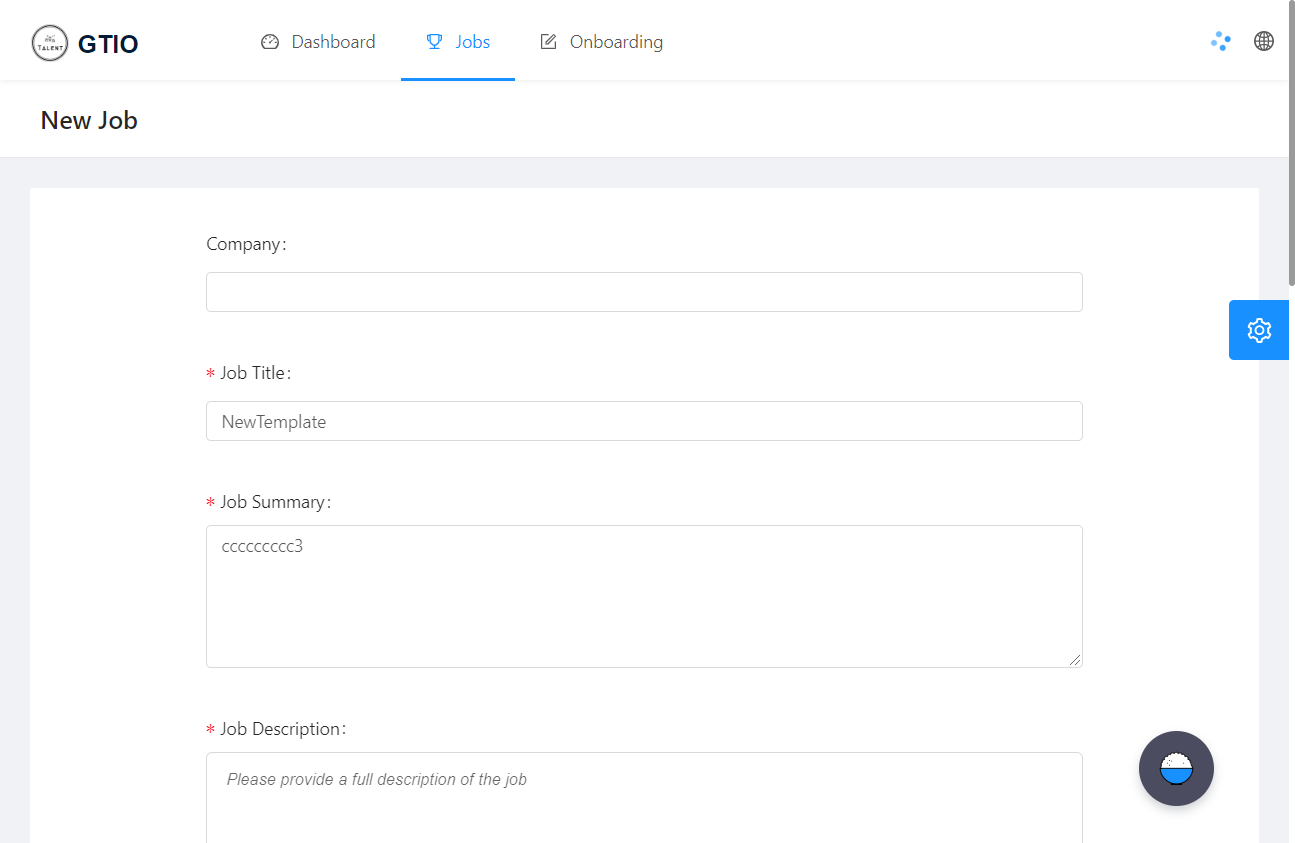 TALENT
GTIO
Dashboard
Jobs
Onboarding
New Job
Company:
* Job Title:
NewTemplate
* Job Summary:
cccccccccc3
* Job Description:
Please provide a full description of the job